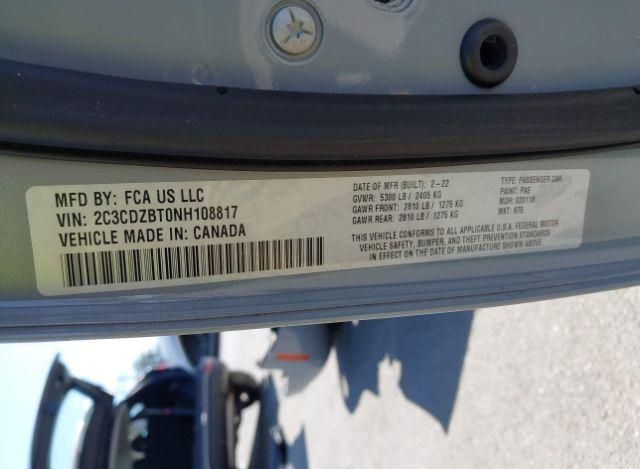 MFD BY: FCA US LLC
VIN: 2C3CDZBT0NH108817
VEHICLE MADE IN: CANADA
DATE OF MFR (BUILT): 2-22
GVWR: 5300 LB / 2405 KG
GAWR FRONT: 2810 LB / 1275 KG
GAWR REAR: 2810 LB / 1275 KG
THIS VEHICLE CONFORMS TO ALL APPLICABLE U.S.A. FEDERAL MOTOR
VEHICLE SAFETY, BUMPER, AND THEFT PREVENTION STANDARDS
IN EFFECT ON THE DATE OF MANUFACTURE SHOWN ABOVE.
TYPE: PASSENGER CAR
PAINT: PAE
MDH: 020118
MKT: 875